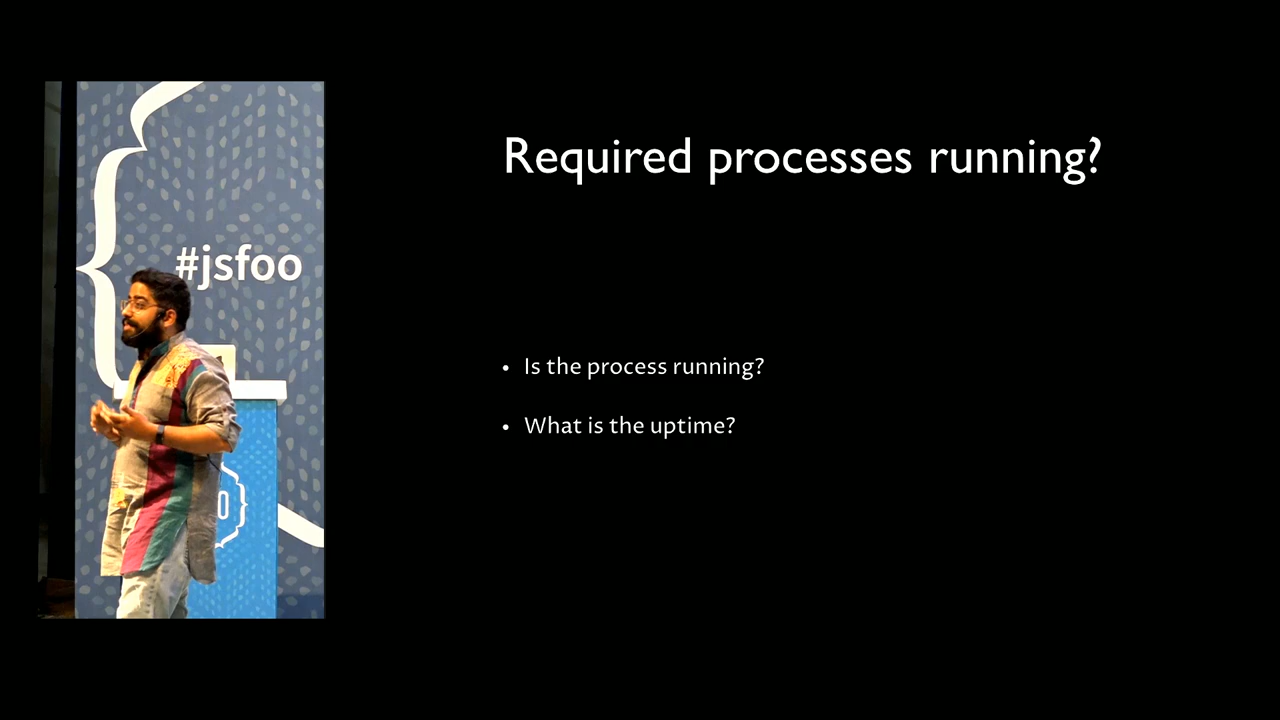 #jsfoo
Required processes running?
• Is the process running?
• What is the uptime?